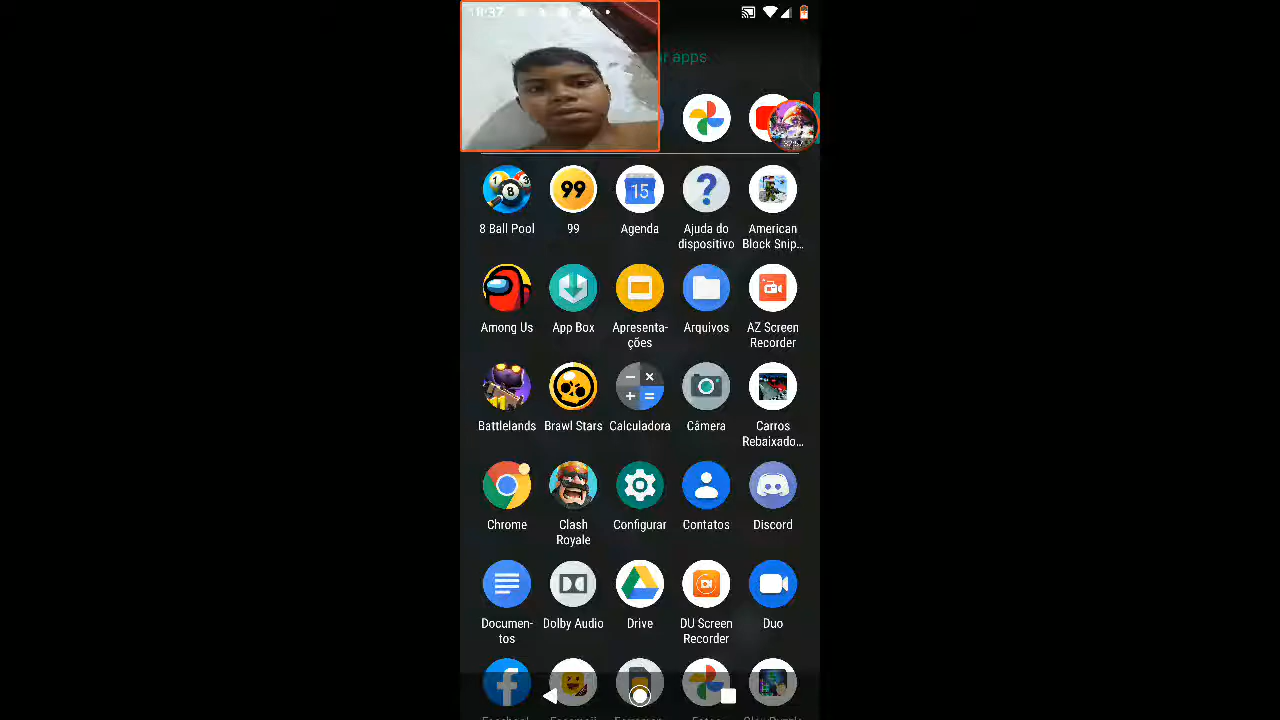 18:37
r apps
8 Ball Pool
99
99
15
Agenda
?
Ajuda do
dispositivo
American
Block Snip...
Among Us
App Box
Apresenta-
ções
Arquivos
AZ Screen
Recorder
Battlelands
Brawl Stars
Calculadora
Câmera
Carros
Rebaixado...
Chrome
Clash
Royale
Configurar
Contatos
Discord
Documen-
tos
Dolby Audio
Drive
DU Screen
Recorder
Duo